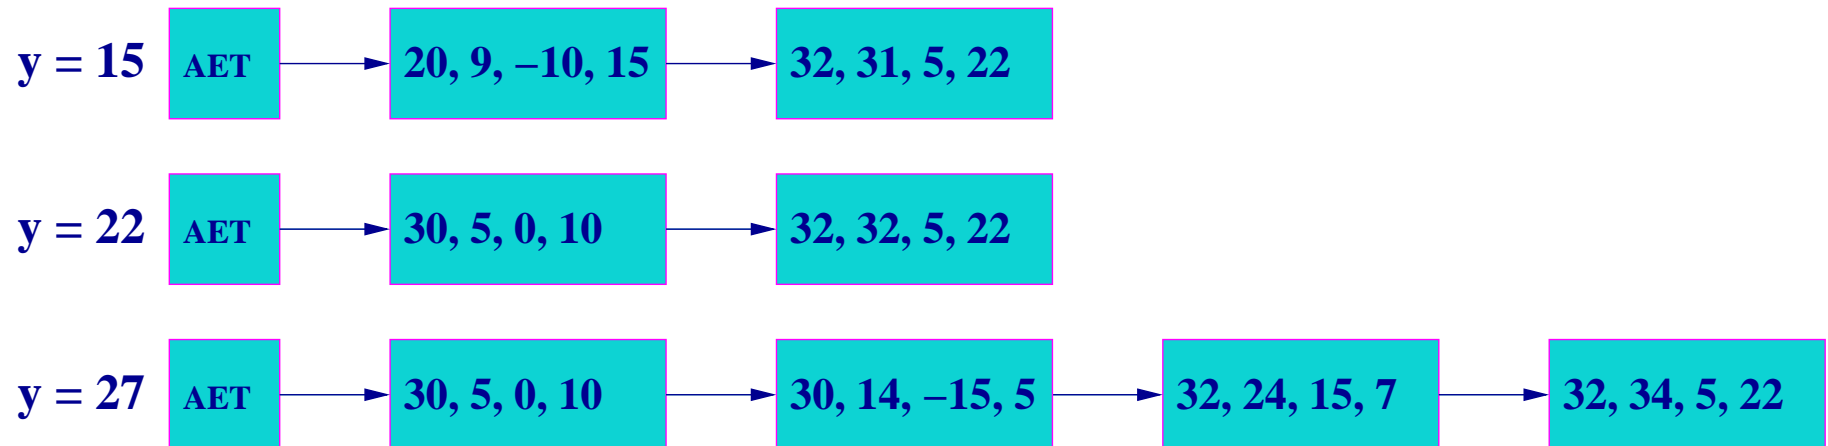 y = 15 AET 20, 9, −10, 15 32, 31, 5, 22
y = 22 AET 30, 5, 0, 10 32, 32, 5, 22
y = 27 AET 30, 5, 0, 10 30, 14, −15, 5 32, 24, 15, 7 32, 34, 5, 22